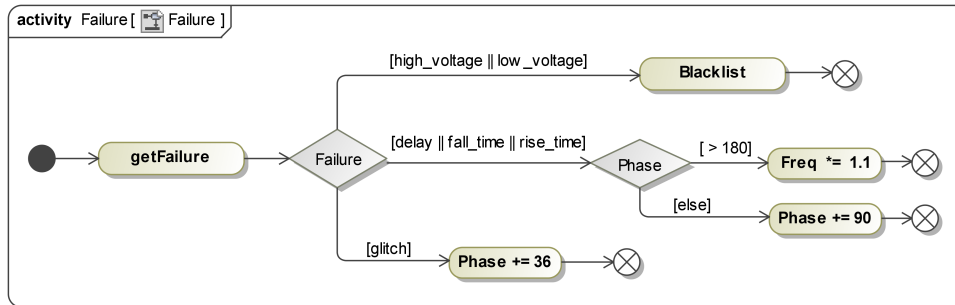 activity Failure [ Failure ]
[high_voltage || low_voltage]
Blacklist
[delay || fall_time || rise_time]
getFailure
Failure
Phase
[ > 180]
Freq *= 1.1
[else]
Phase += 90
[glitch]
Phase += 36